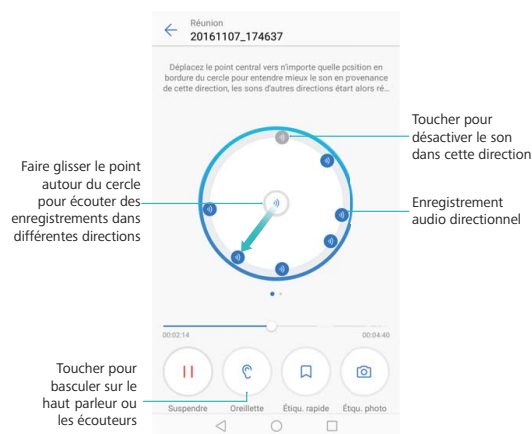 Réunion
20161107_174637
Déplacez le point central vers n'importe quelle position en
bordure du cercle pour entendre mieux le son en provenance
de cette direction, les sons d'autres directions étart alors ré...
Toucher pour
désactiver le son
dans cette direction
Faire glisser le point
autour du cercle
pour écouter des
enregistrements dans
différentes directions
Enregistrement
audio directionnel
00:02:14
00:04:40
Toucher pour
basculer sur le
haut parleur ou
les écouteurs
Suspendre
Oreillette
Étiqu. rapide
Étqu. photo